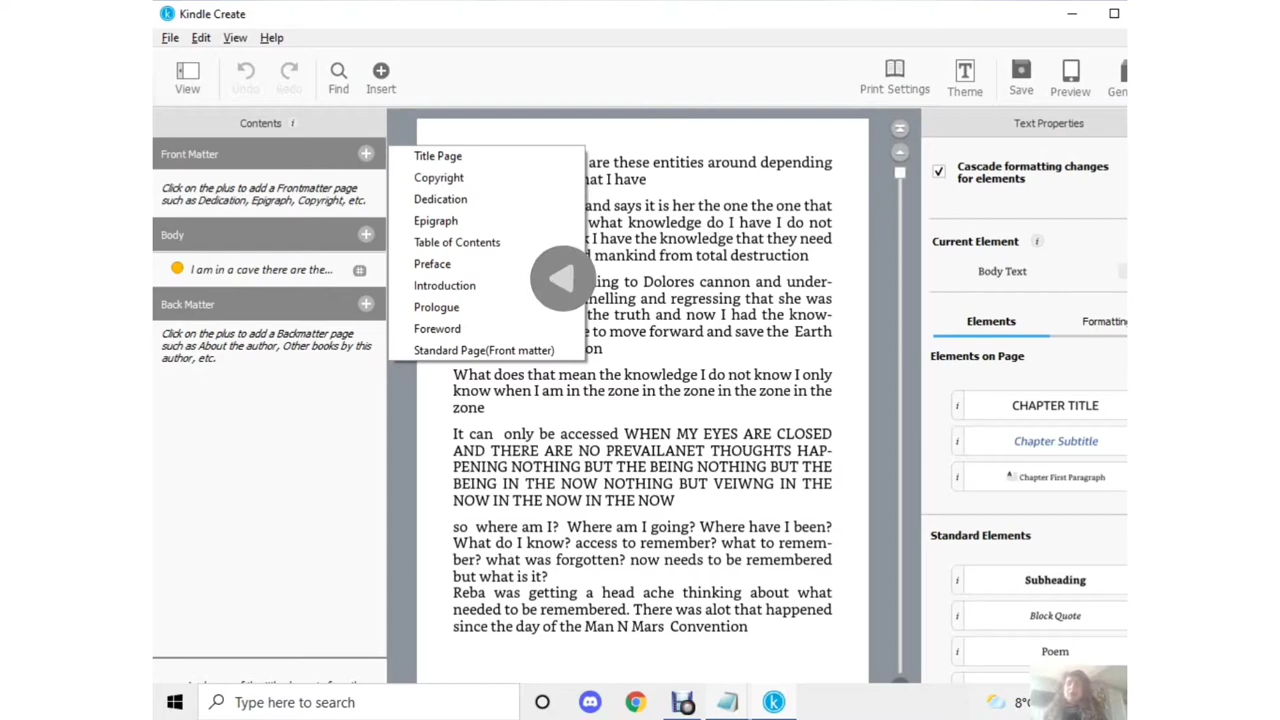 Kindle Create
File Edit View Help
View Undo Redo Find Insert Print Settings Theme Save Preview Gen
Contents i
Front Matter
Click on the plus to add a Frontmatter page
such as Dedication, Epigraph, Copyright, etc.
Body
I am in a cave there are the...
Back Matter
Click on the plus to add a Backmatter page
such as About the author, Other books by this
author, etc.
Title Page
Copyright
Dedication
Epigraph
Table of Contents
Preface
Introduction
Prologue
Foreword
Standard Page(Front matter)
are these entities around depending
hat I have
and says it is her the one the one that
what knowledge do I have I do not
I have the knowledge that they need
mankind from total destruction
ing to Dolores cannon and under-
nelling and regressing that she was
the truth and now I had the know-
e to move forward and save the Earth
on
What does that mean the knowledge I do not know I only
know when I am in the zone in the zone in the zone in the
zone
It can only be accessed WHEN MY EYES ARE CLOSED
AND THERE ARE NO PREVAILANET THOUGHTS HAP-
PENING NOTHING BUT THE BEING NOTHING BUT THE
BEING IN THE NOW NOTHING BUT VEIWNG IN THE
NOW IN THE NOW IN THE NOW
so where am I? Where am I going? Where have I been?
What do I know? access to remember? what to remem-
ber? what was forgotten? now needs to be remembered
but what is it?
Reba was getting a head ache thinking about what
needed to be remembered. There was alot that happened
since the day of the Man N Mars Convention
Text Properties
Cascade formatting changes
for elements
Current Element i
Body Text
Elements Formatting
Elements on Page
i CHAPTER TITLE
i Chapter Subtitle
i Chapter First Paragraph
Standard Elements
i Subheading
i Block Quote
i Poem
Type here to search
8°